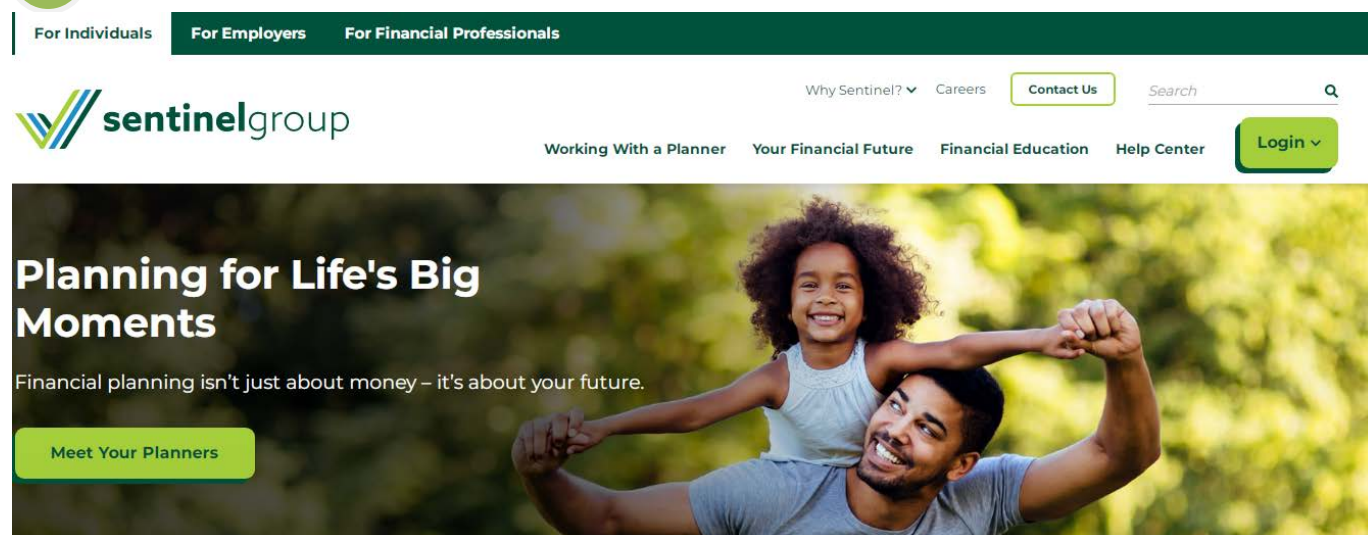 For Individuals For Employers For Financial Professionals
Why Sentinel? Careers Contact Us Search
sentinelgroup
Working With a Planner Your Financial Future Financial Education Help Center Login
Planning for Life's Big
Moments
Financial planning isn't just about money – it's about your future.
Meet Your Planners